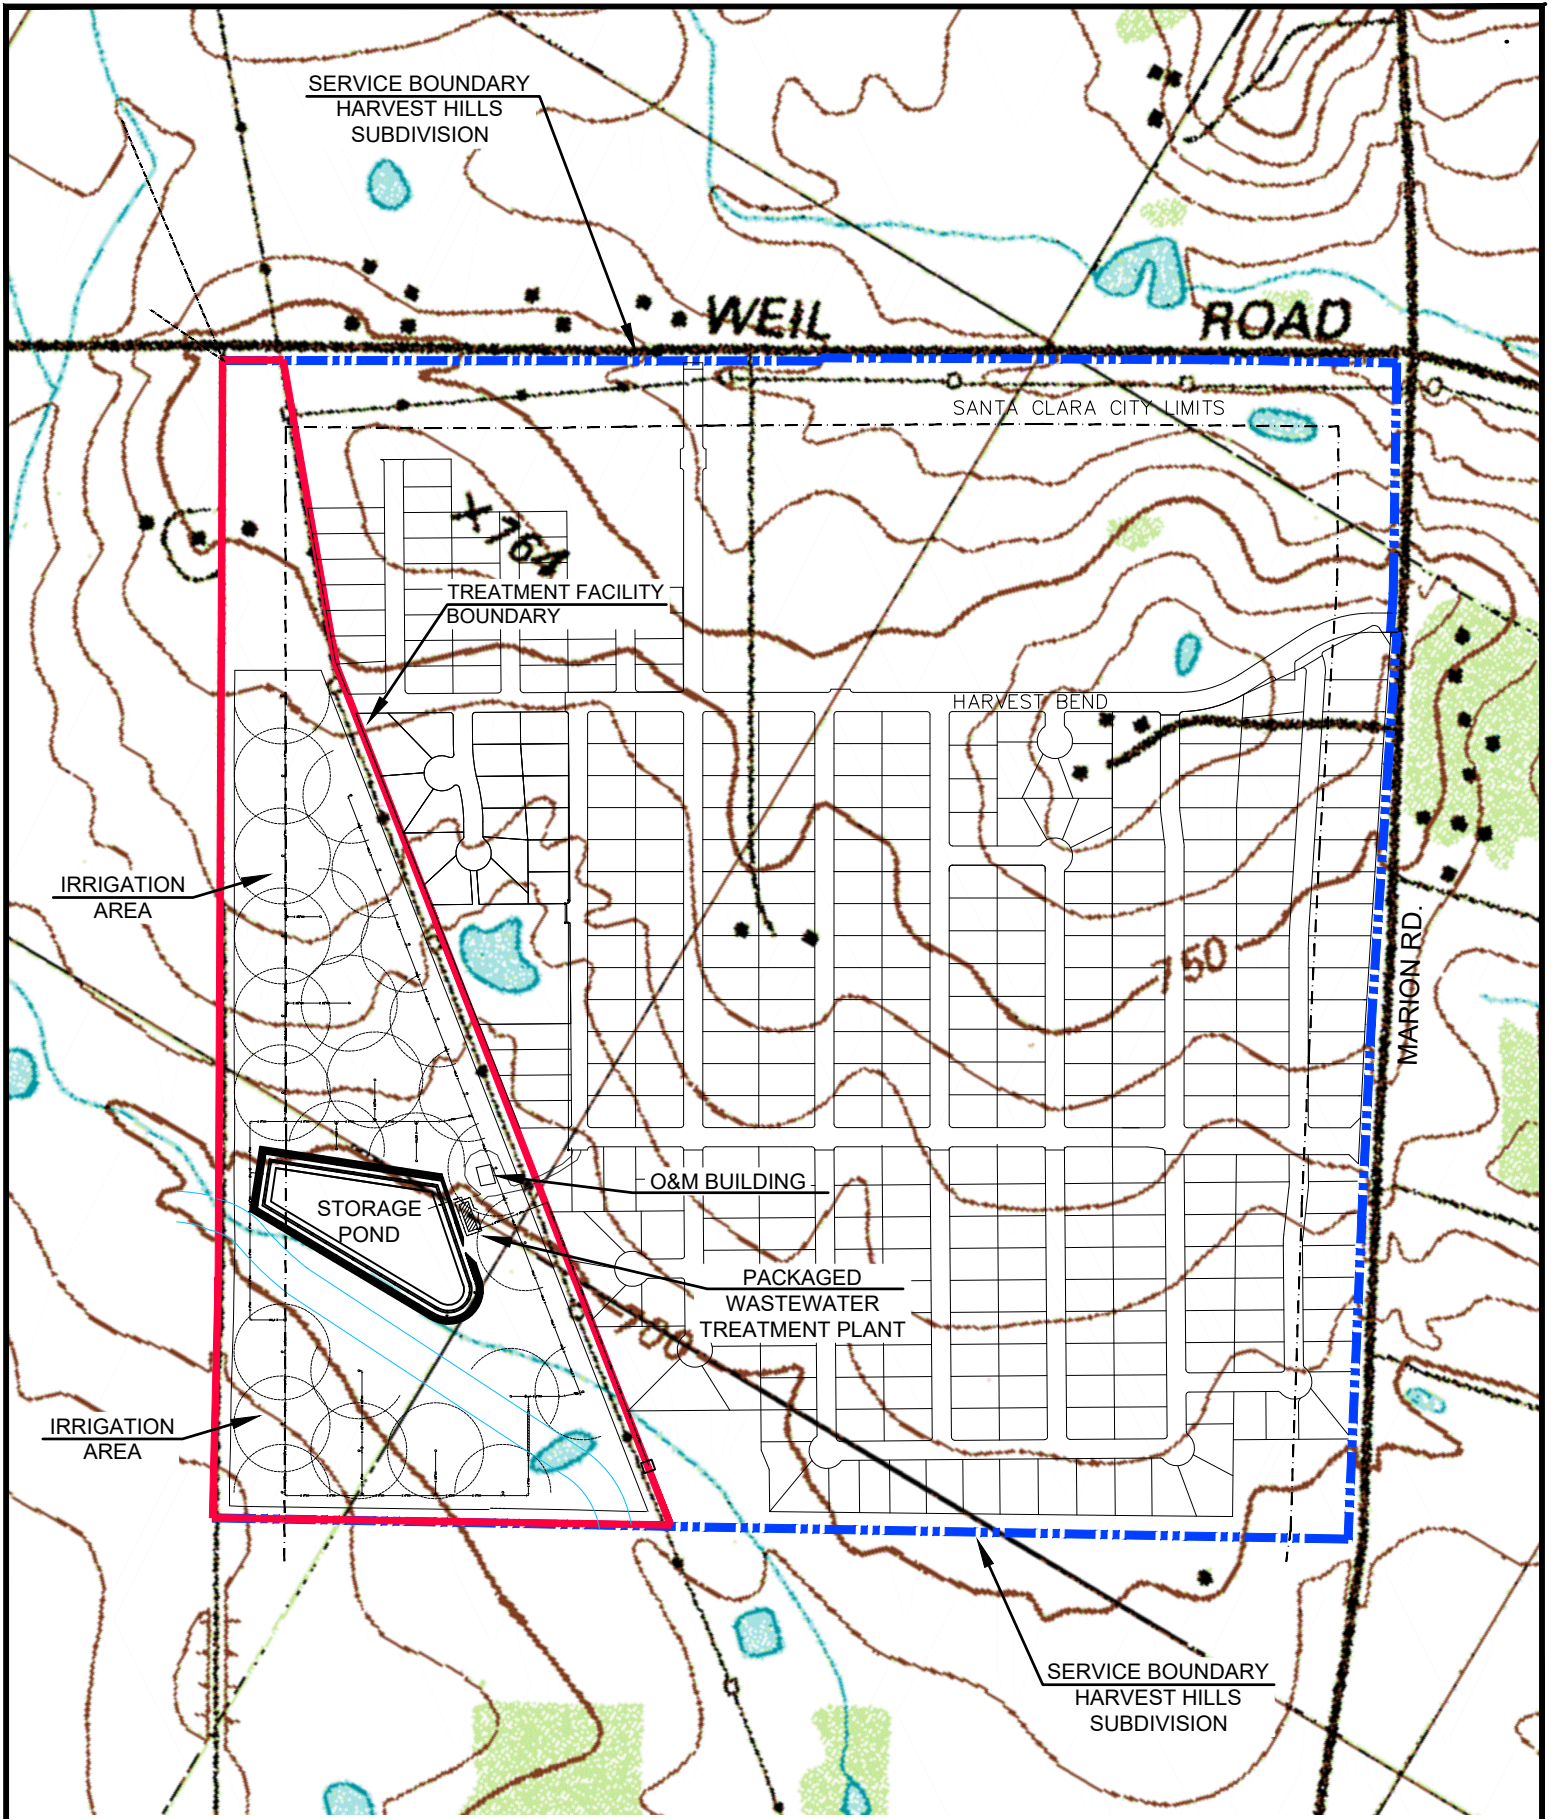 SERVICE BOUNDARY
HARVEST HILLS
SUBDIVISION
WEIL ROAD
SANTA CLARA CITY LIMITS
X 764
TREATMENT FACILITY
BOUNDARY
HARVEST BEND
IRRIGATION
AREA
750
MARION RD.
O&M BUILDING
STORAGE
POND
PACKAGED
WASTEWATER
TREATMENT PLANT
700
IRRIGATION
AREA
SERVICE BOUNDARY
HARVEST HILLS
SUBDIVISION